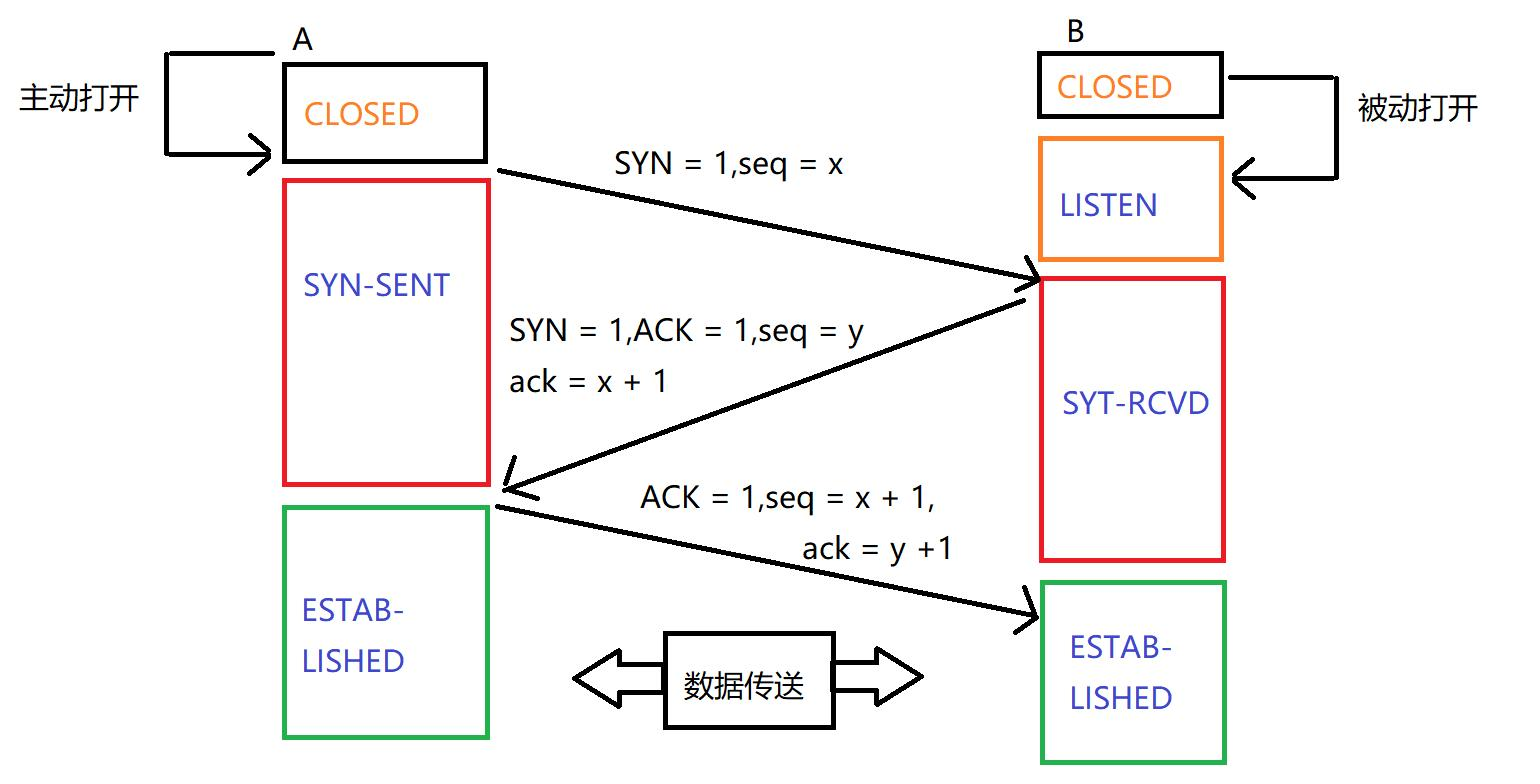 A
B
主动打开
CLOSED
CLOSED
被动打开
SYN = 1,seq = x
LISTEN
SYN-SENT
SYN = 1,ACK = 1,seq = y
ack = x + 1
SYT-RCVD
ACK = 1,seq = x + 1,
ack = y +1
ESTAB-
LISHED
数据传送
ESTAB-
LISHED